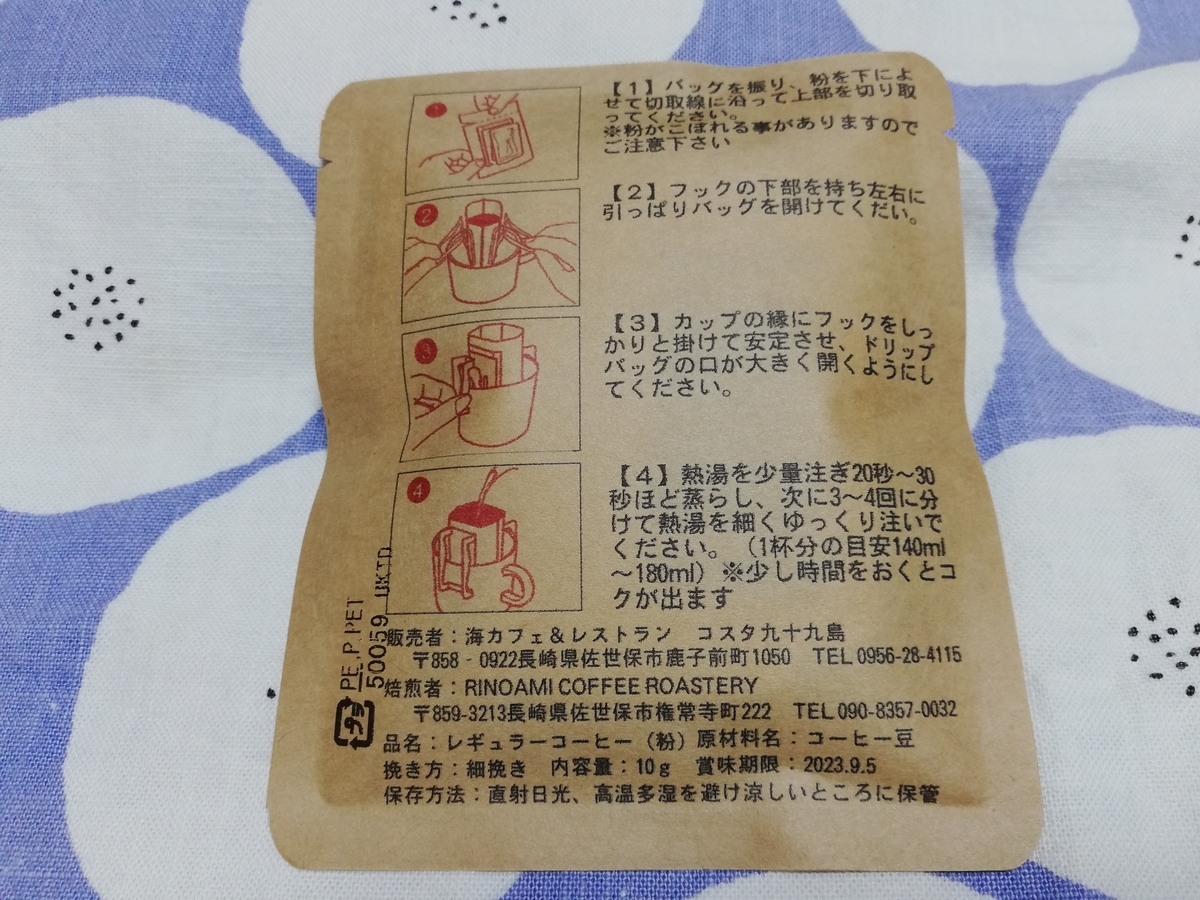 1
【1】バッグを振り、粉を下によ
せて切取線に沿って上部を切り取
ってください。
※粉がこぼれる事がありますので
ご注意下さい
2
【2】フックの下部を持ち左右に
引っぱりバッグを開けてくだい。
3
【3】カップの縁にフックをしっ
かりと掛けて安定させ、ドリップ
バッグの口が大きく開くようにし
てください。
4
【4】熱湯を少量注ぎ20秒～30
秒ほど蒸らし、次に3～4回に分
けて熱湯を細くゆっくり注いで
ください。（1杯分の目安140ml
～180ml）※少し時間をおくとコ
クが出ます
プラ
PE,P,PET
50059 UKTD
販売者：海カフェ＆レストラン　コスタ九十九島
〒858‐0922長崎県佐世保市鹿子前町1050　TEL 0956-28-4115
焙煎者：RINOAMI COFFEE ROASTERY
〒859-3213長崎県佐世保市権常寺町222　TEL 090-8357-0032
品名：レギュラーコーヒー（粉）原材料名：コーヒー豆
挽き方：細挽き　内容量：10ｇ　賞味期限：2023.9.5
保存方法：直射日光、高温多湿を避け涼しいところに保管